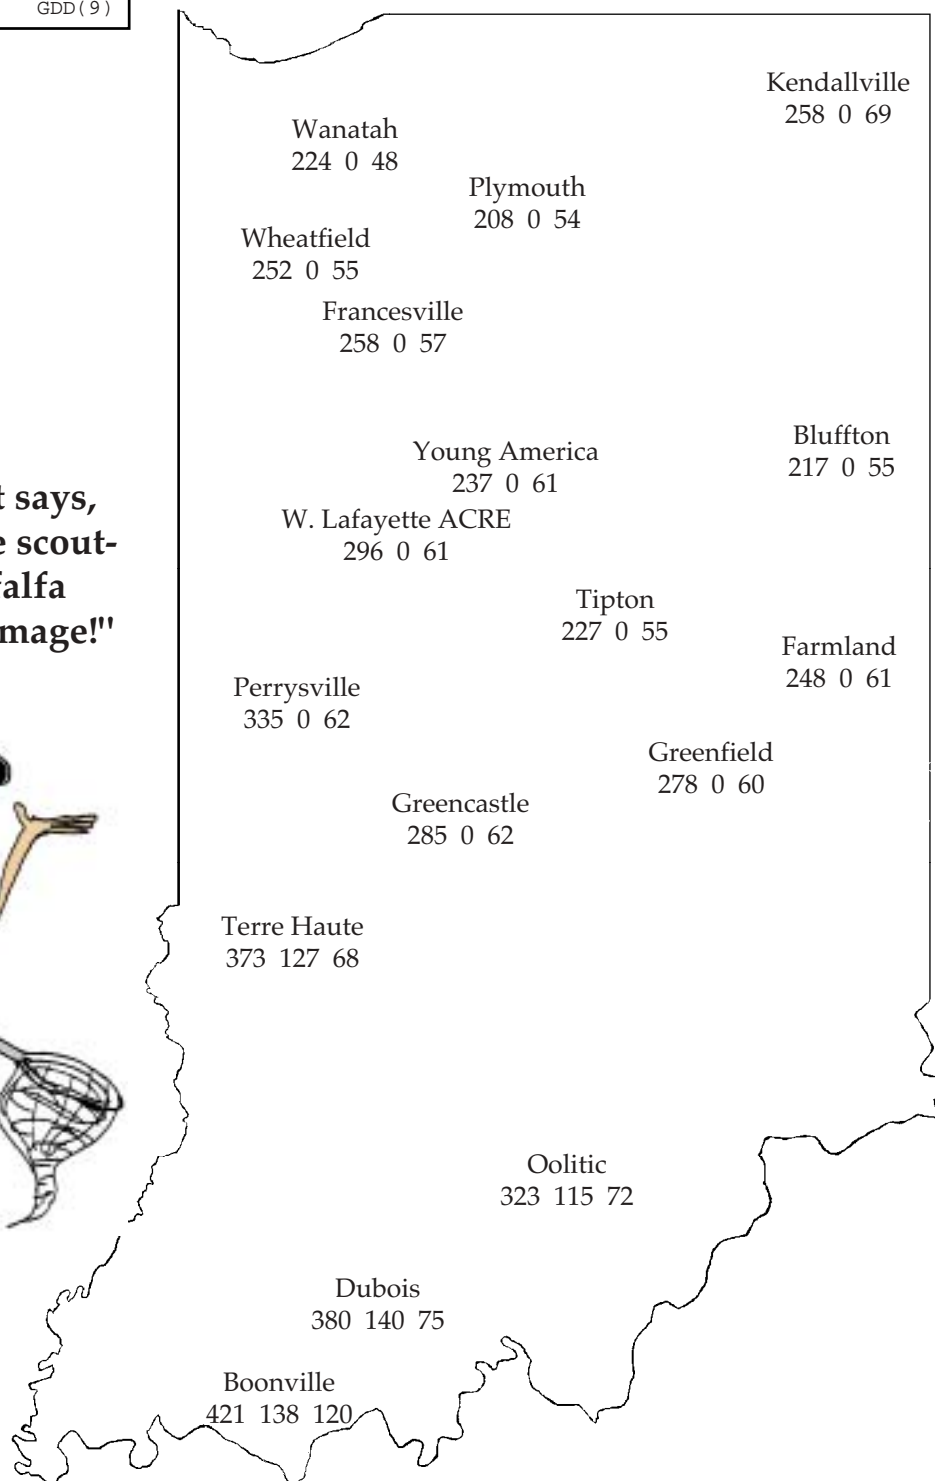 GDD(9)
Kendallville
258 0 69
Wanatah
224 0 48
Plymouth
208 0 54
Wheatfield
252 0 55
Francesville
258 0 57
Bluffton
217 0 55
Young America
237 0 61
says,
W. Lafayette ACRE
296 0 61
scout-
Tipton
227 0 55
Farmland
248 0 61
Perrysville
335 0 62
Greenfield
278 0 60
Greencastle
285 0 62
Terre Haute
373 127 68
Oolitic
323 115 72
Dubois
380 140 75
Boonville
421 138 120